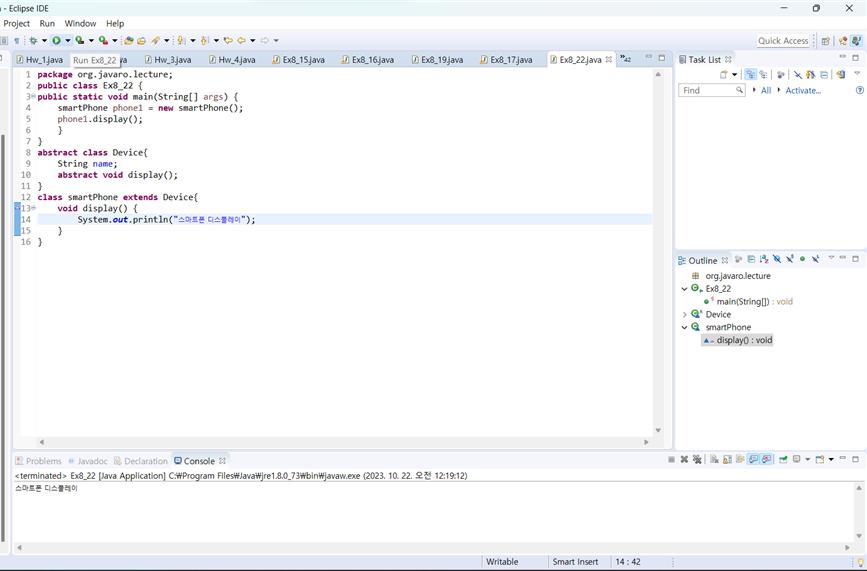 - Eclipse IDE
Project Run Window Help
Quick Access
Hw_1.java Run Ex8_22 va Hw_3.java Hw_4.java Ex8_15.java Ex8_16.java Ex8_19.java Ex8_17.java Ex8_22.java »42
1 package org.javaro.lecture;
2 public class Ex8_22 {
3 public static void main(String[] args) {
4 smartPhone phone1 = new smartPhone();
5 phone1.display();
6 }
7 }
8 abstract class Device{
9 String name;
10 abstract void display();
11 }
12 class smartPhone extends Device{
13 void display() {
14 System.out.println("스마트폰 디스플레이");
15 }
16 }
Task List
Find All Activate...
Outline
org.javaro.lecture
Ex8_22
main(String[]) : void
Device
smartPhone
display() : void
Problems Javadoc Declaration Console
<terminated> Ex8_22 [Java Application] C:₩Program Files₩Java₩jre1.8.0_73₩bin₩javaw.exe (2023. 10. 22. 오전 12:19:12)
스마트폰 디스플레이
Writable Smart Insert 14 : 42